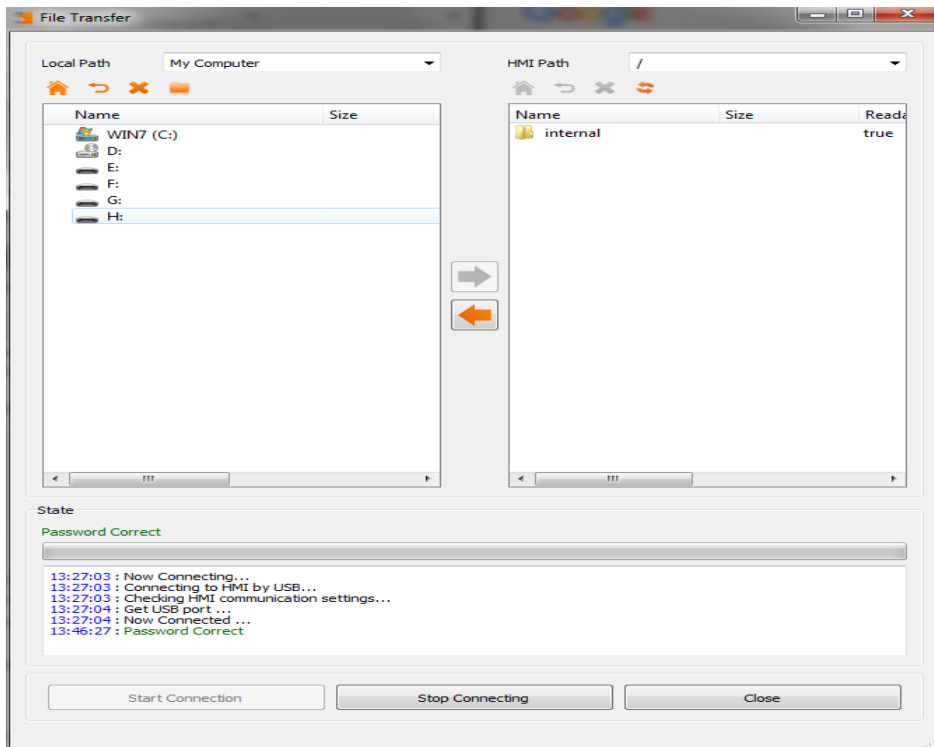 File Transfer
Local Path My Computer
HMI Path /
Name Size
WIN7 (C:)
D:
E:
F:
G:
H:
Name Size
internal true
State
Password Correct
13:27:03 : Now Connecting...
13:27:03 : Connecting to HMI by USB...
13:27:03 : Checking HMI communication settings...
13:27:04 : Get USB port ...
13:27:04 : Now Connected ...
13:46:27 : Password Correct
Start Connection Stop Connecting Close